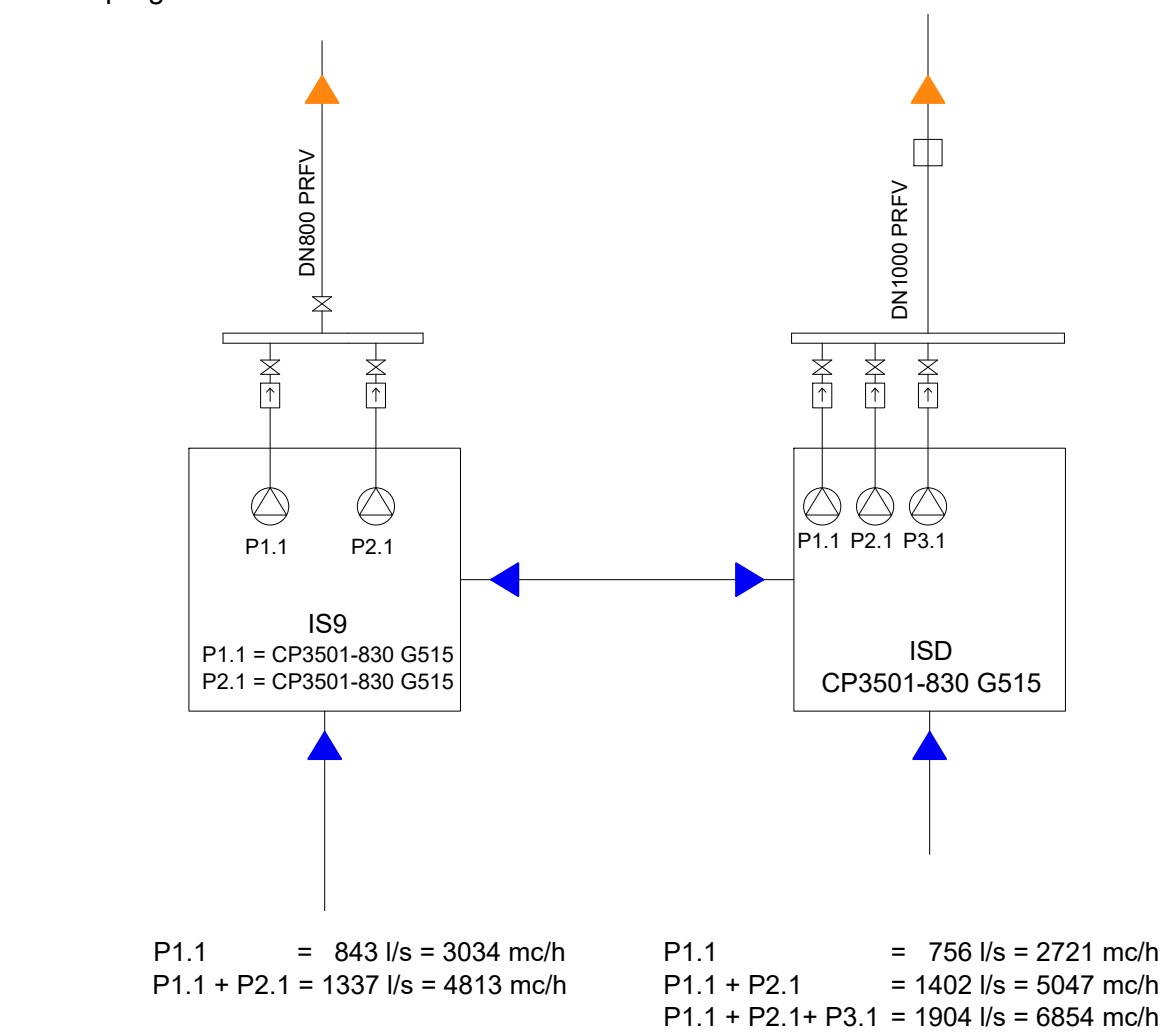 DN800 PRFV
DN1000 PRFV
P1.1
P2.1
P1.1 P2.1 P3.1
IS9
P1.1 = CP3501-830 G515
P2.1 = CP3501-830 G515
ISD
CP3501-830 G515
P1.1 = 843 l/s = 3034 mc/h
P1.1 + P2.1 = 1337 l/s = 4813 mc/h
P1.1 = 756 l/s = 2721 mc/h
P1.1 + P2.1 = 1402 l/s = 5047 mc/h
P1.1 + P2.1+ P3.1 = 1904 l/s = 6854 mc/h